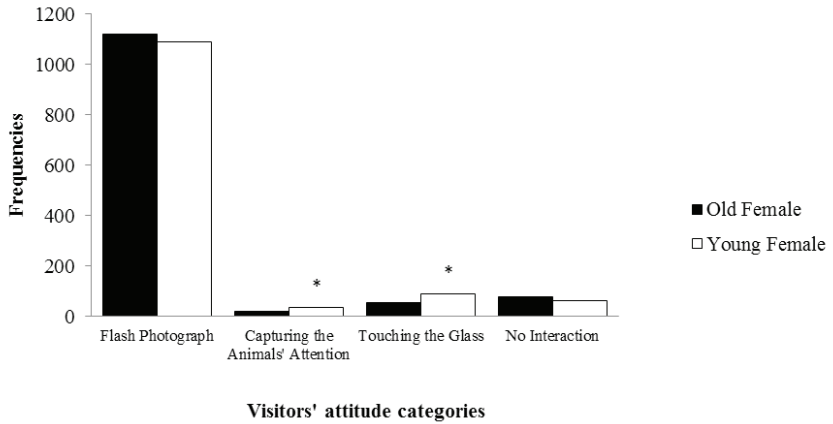 1200
1000
800
600
400
200
0
Frequencies
* *
Flash Photograph
Capturing the
Animals' Attention
Touching the Glass
No Interaction
Visitors' attitude categories
Old Female
Young Female